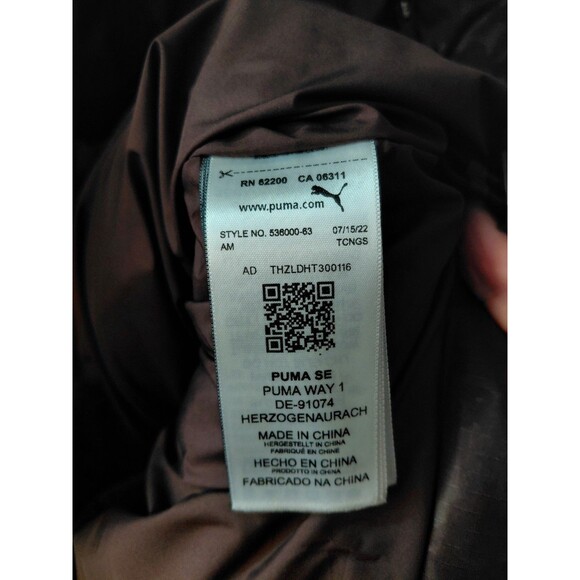 RN 62200 CA 06311
www.puma.com
STYLE NO. 536000-63 07/15/22
AM TCNGS
AD THZLDHT300116
PUMA SE
PUMA WAY 1
DE-91074
HERZOGENAURACH
MADE IN CHINA
HERGESTELLT IN CHINA
FABRIQUÉ EN CHINE
HECHO EN CHINA
PRODOTTO IN CHINA
FABRICADO NA CHINA